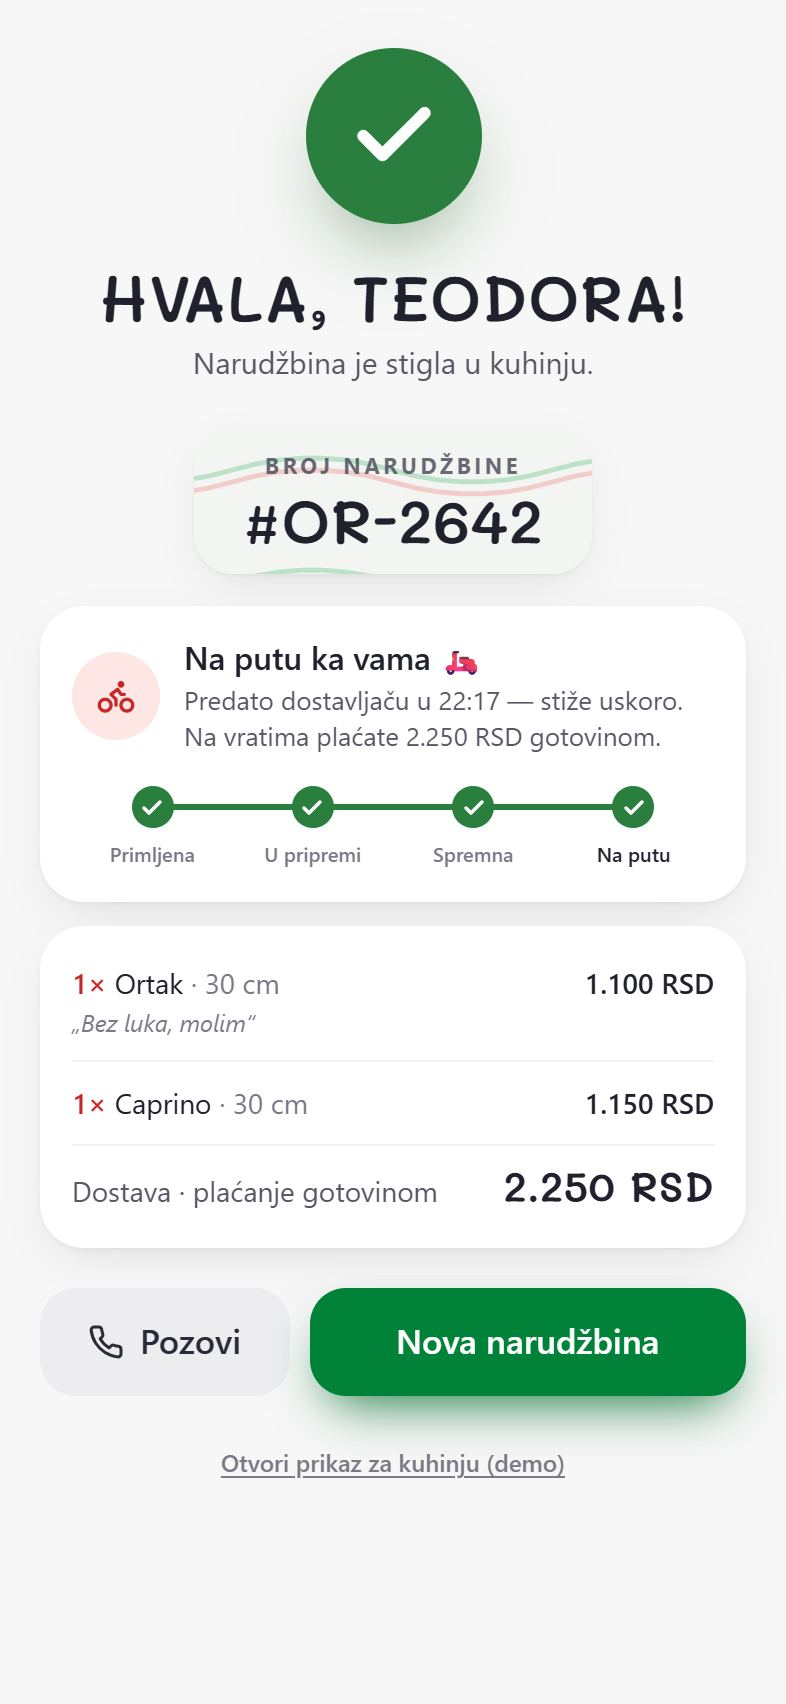 HVALA, TEODORA!
Narudžbina je stigla u kuhinju.
BROJ NARUDŽBINE
#OR-2642
Na putu ka vama 🛵
Predato dostavljaču u 22:17 — stiže uskoro.
Na vratima plaćate 2.250 RSD gotovinom.
Primljena U pripremi Spremna Na putu
1× Ortak · 30 cm 1.100 RSD
„Bez luka, molim“
1× Caprino · 30 cm 1.150 RSD
Dostava · plaćanje gotovinom 2.250 RSD
Pozovi Nova narudžbina
Otvori prikaz za kuhinju (demo)